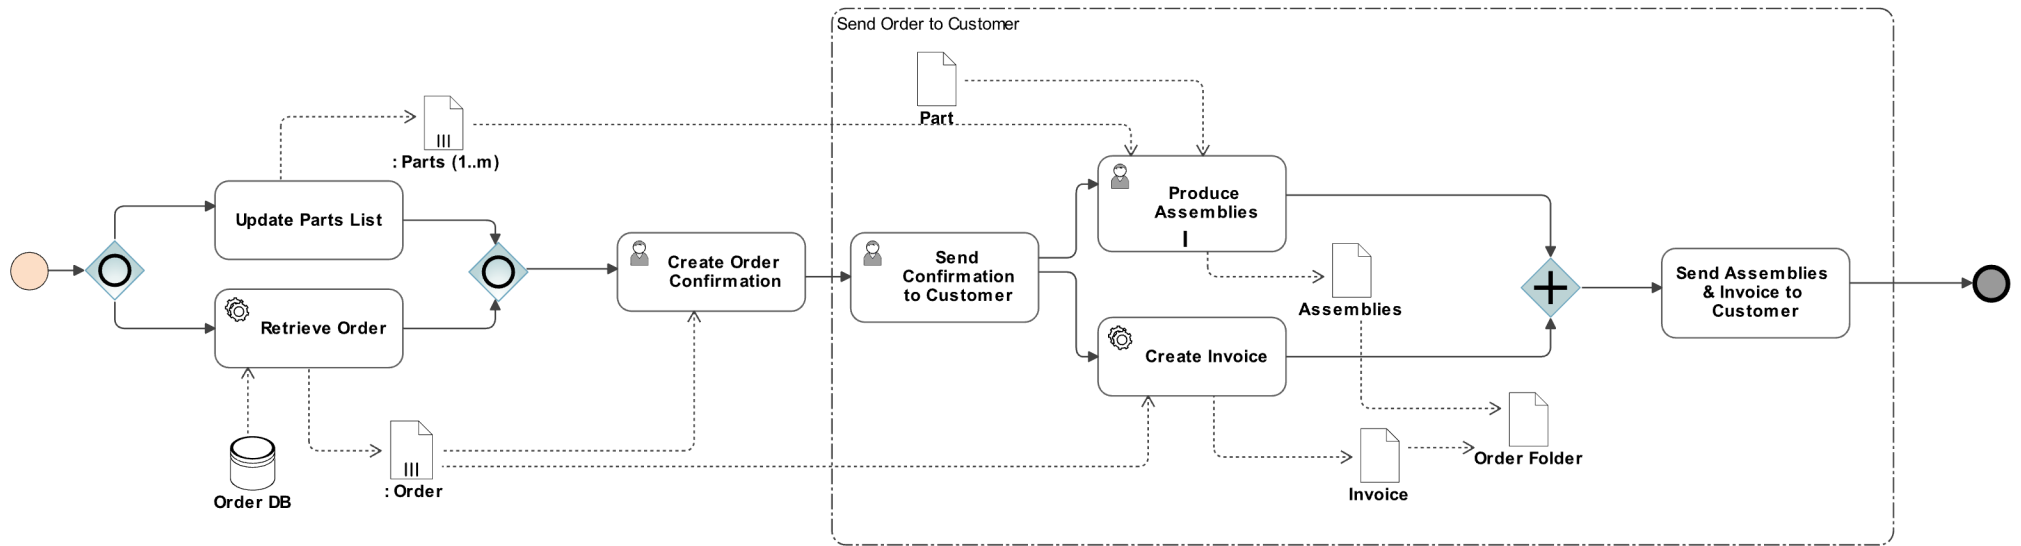 Send Order to Customer
Part
: Parts (1..m)
Update Parts List
Retrieve Order
Order DB
: Order
Create Order
Confirmation
Send
Confirmation
to Customer
Produce
Assemblies
Create Invoice
Assemblies
Invoice
Order Folder
Send Assemblies
& Invoice to
Customer